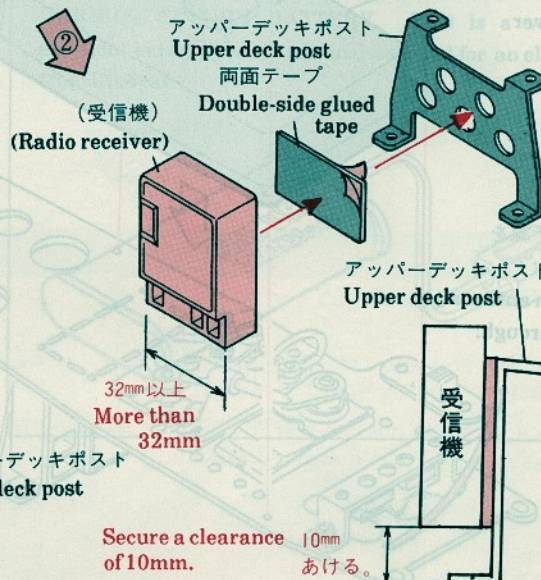 ②
アッパーデッキポスト
Upper deck post
両面テープ
Double-side glued
tape
(受信機)
(Radio receiver)
アッパーデッキポスト
Upper deck post
32mm以上
More than
32mm
受信機
ーデッキポスト
deck post
Secure a clearance
of 10mm.
10mm
あける。